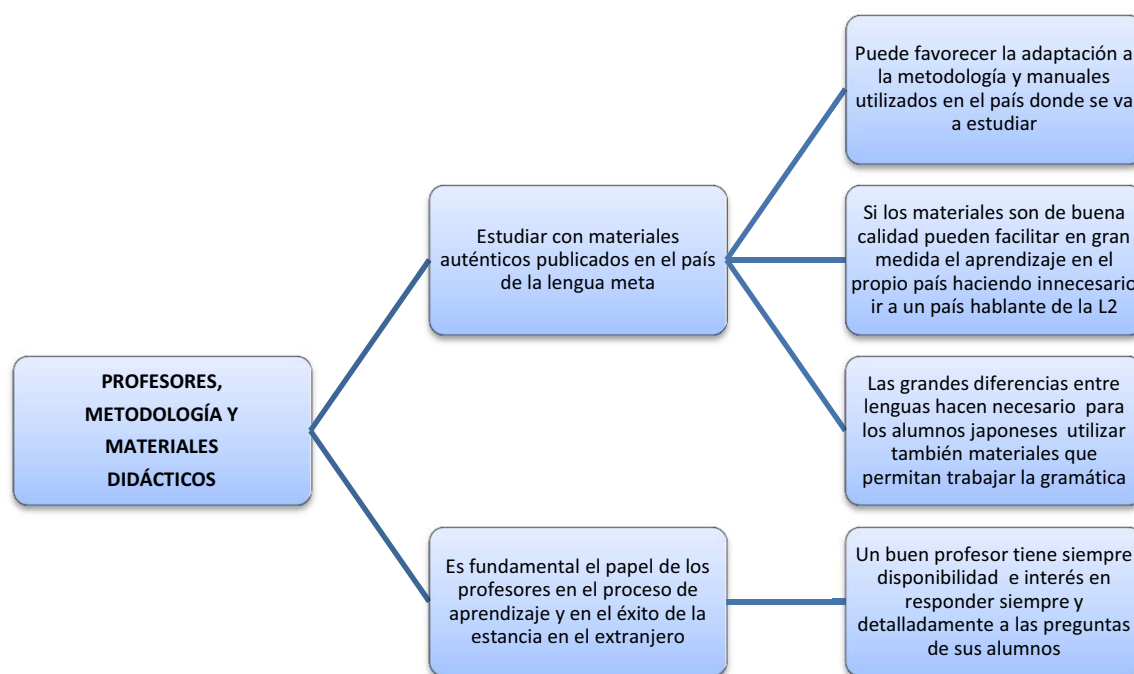 PROFESORES,
METODOLOGÍA Y
MATERIALES
DIDÁCTICOS
Estudiar con materiales
auténticos publicados en el país
de la lengua meta
Puede favorecer la adaptación a
la metodología y manuales
utilizados en el país donde se va
a estudiar
Si los materiales son de buena
calidad pueden facilitar en gran
medida el aprendizaje en el
propio país haciendo innecesario
ir a un país hablante de la L2
Las grandes diferencias entre
lenguas hacen necesario para
los alumnos japoneses utilizar
también materiales que
permitan trabajar la gramática
Es fundamental el papel de los
profesores en el proceso de
aprendizaje y en el éxito de la
estancia en el extranjero
Un buen profesor tiene siempre
disponibilidad e interés en
responder siempre y
detalladamente a las preguntas
de sus alumnos